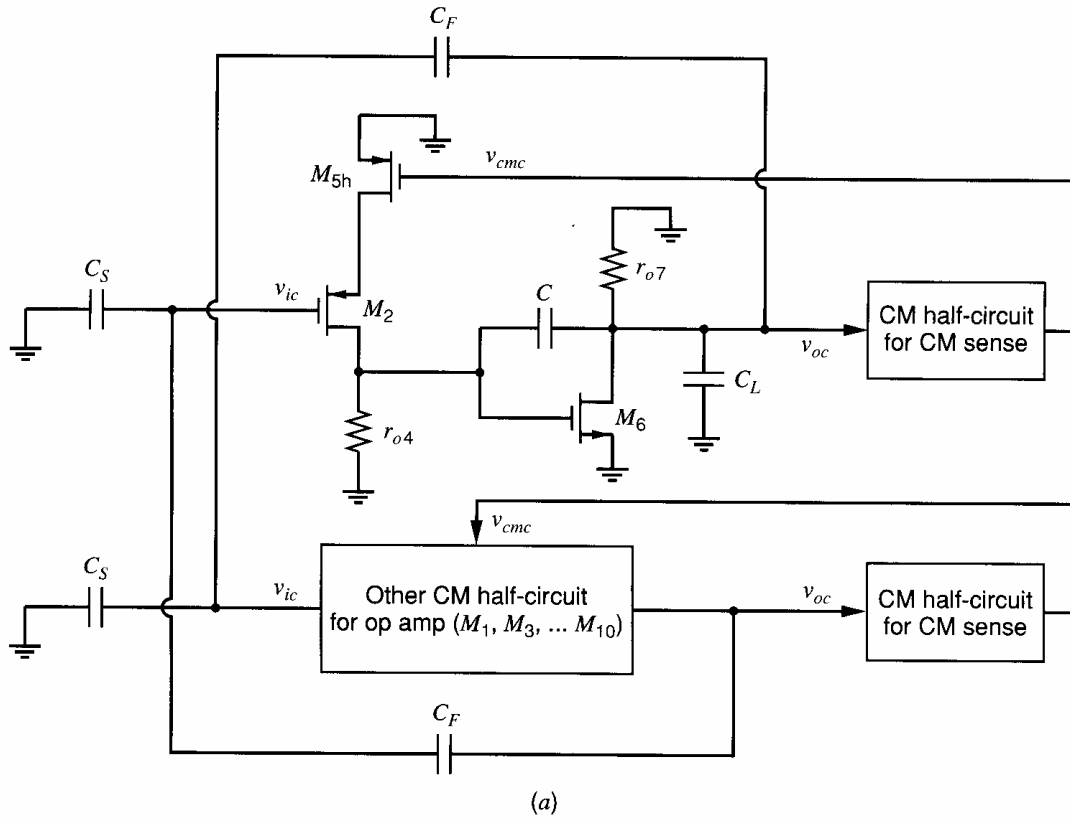 C_F
M_5h
v_cmc
r_o7
C_S
v_ic
M_2
C
v_oc
CM half-circuit
for CM sense
C_L
r_o4
M_6
v_cmc
C_S
v_ic
Other CM half-circuit
for op amp (M_1, M_3, ... M_10)
v_oc
CM half-circuit
for CM sense
C_F
(a)